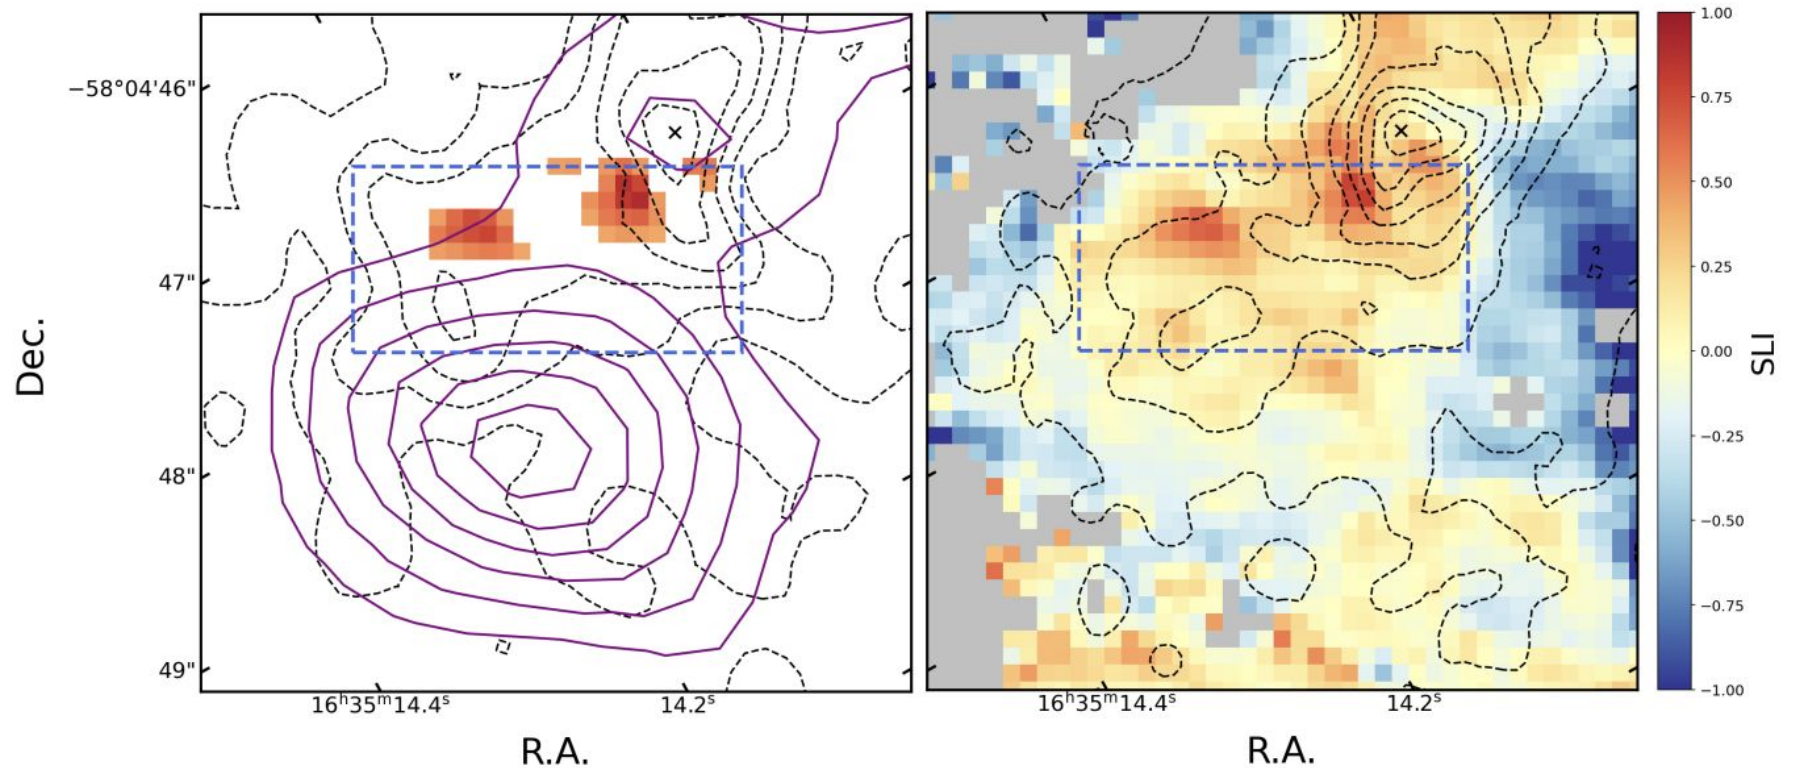 −58°04'46"
47"
48"
49"
Dec.
16ʰ35ᵐ14.4ˢ
14.2ˢ
R.A.
16ʰ35ᵐ14.4ˢ
14.2ˢ
R.A.
1.00
0.75
0.50
0.25
0.00
−0.25
−0.50
−0.75
−1.00
SLI